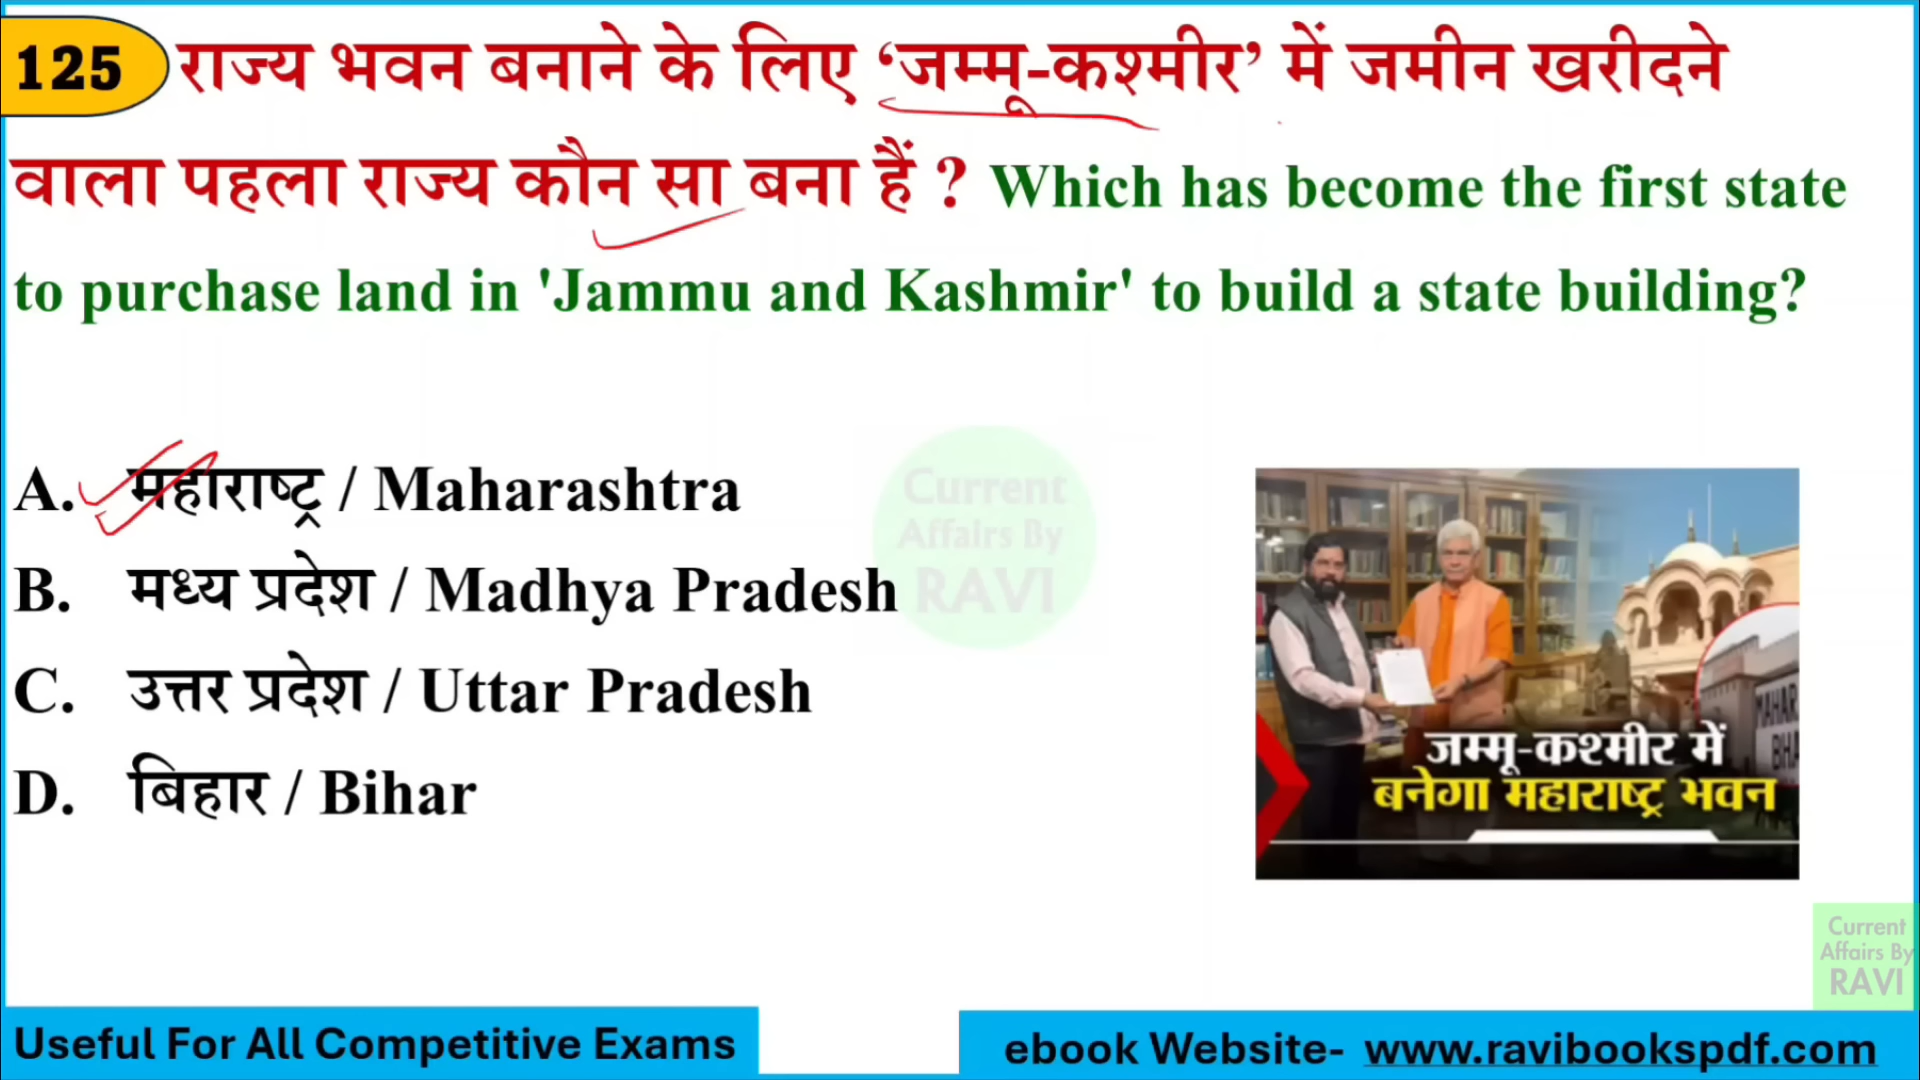 125 राज्य भवन बनाने के लिए ‘जम्मू-कश्मीर’ में जमीन खरीदने
वाला पहला राज्य कौन सा बना हैं ? Which has become the first state
to purchase land in 'Jammu and Kashmir' to build a state building?
A. महाराष्ट्र / Maharashtra
B. मध्य प्रदेश / Madhya Pradesh
C. उत्तर प्रदेश / Uttar Pradesh
D. बिहार / Bihar
Current
Affairs By
RAVI
जम्मू-कश्मीर में
बनेगा महाराष्ट्र भवन
Current
Affairs By
RAVI
Useful For All Competitive Exams
ebook Website- www.ravibookspdf.com